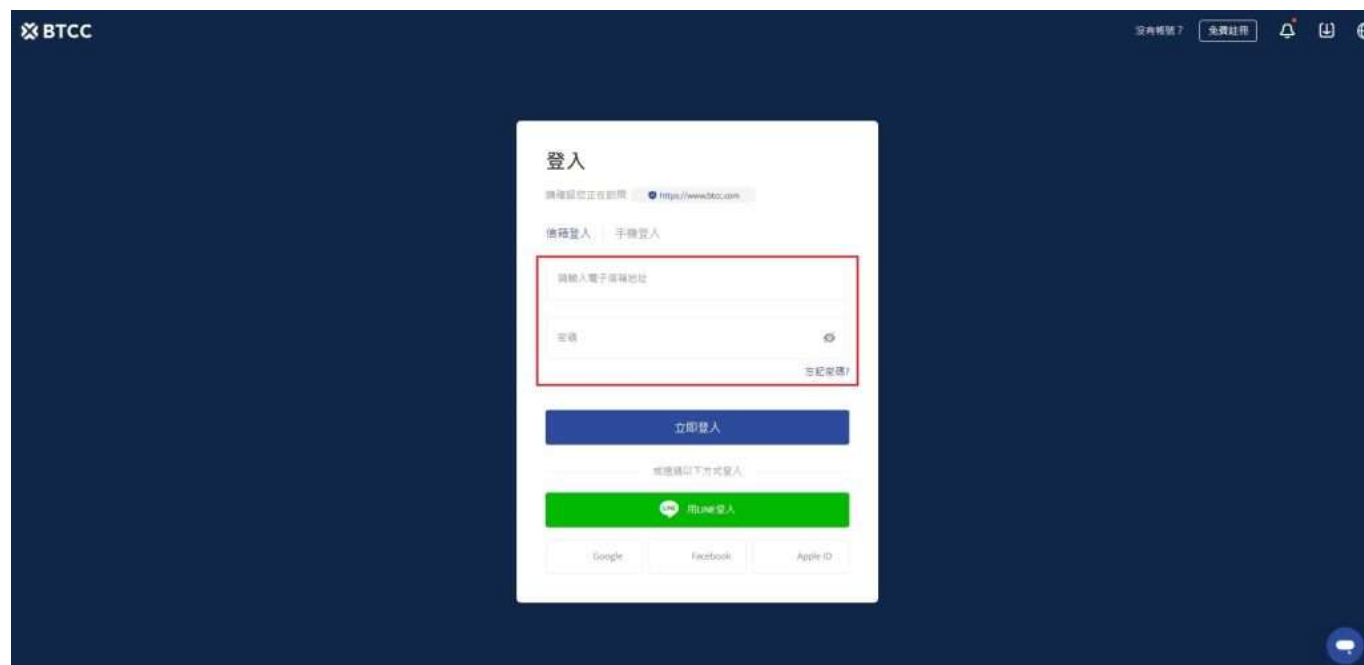 BTCC
沒有帳號？ 免費註冊
登入
請確認您正在訪問 https://www.btcc.com
信箱登入 手機登入
請輸入電子信箱地址
密碼
忘記密碼?
立即登入
或透過以下方式登入
LINE 用LINE登入
Google Facebook Apple ID